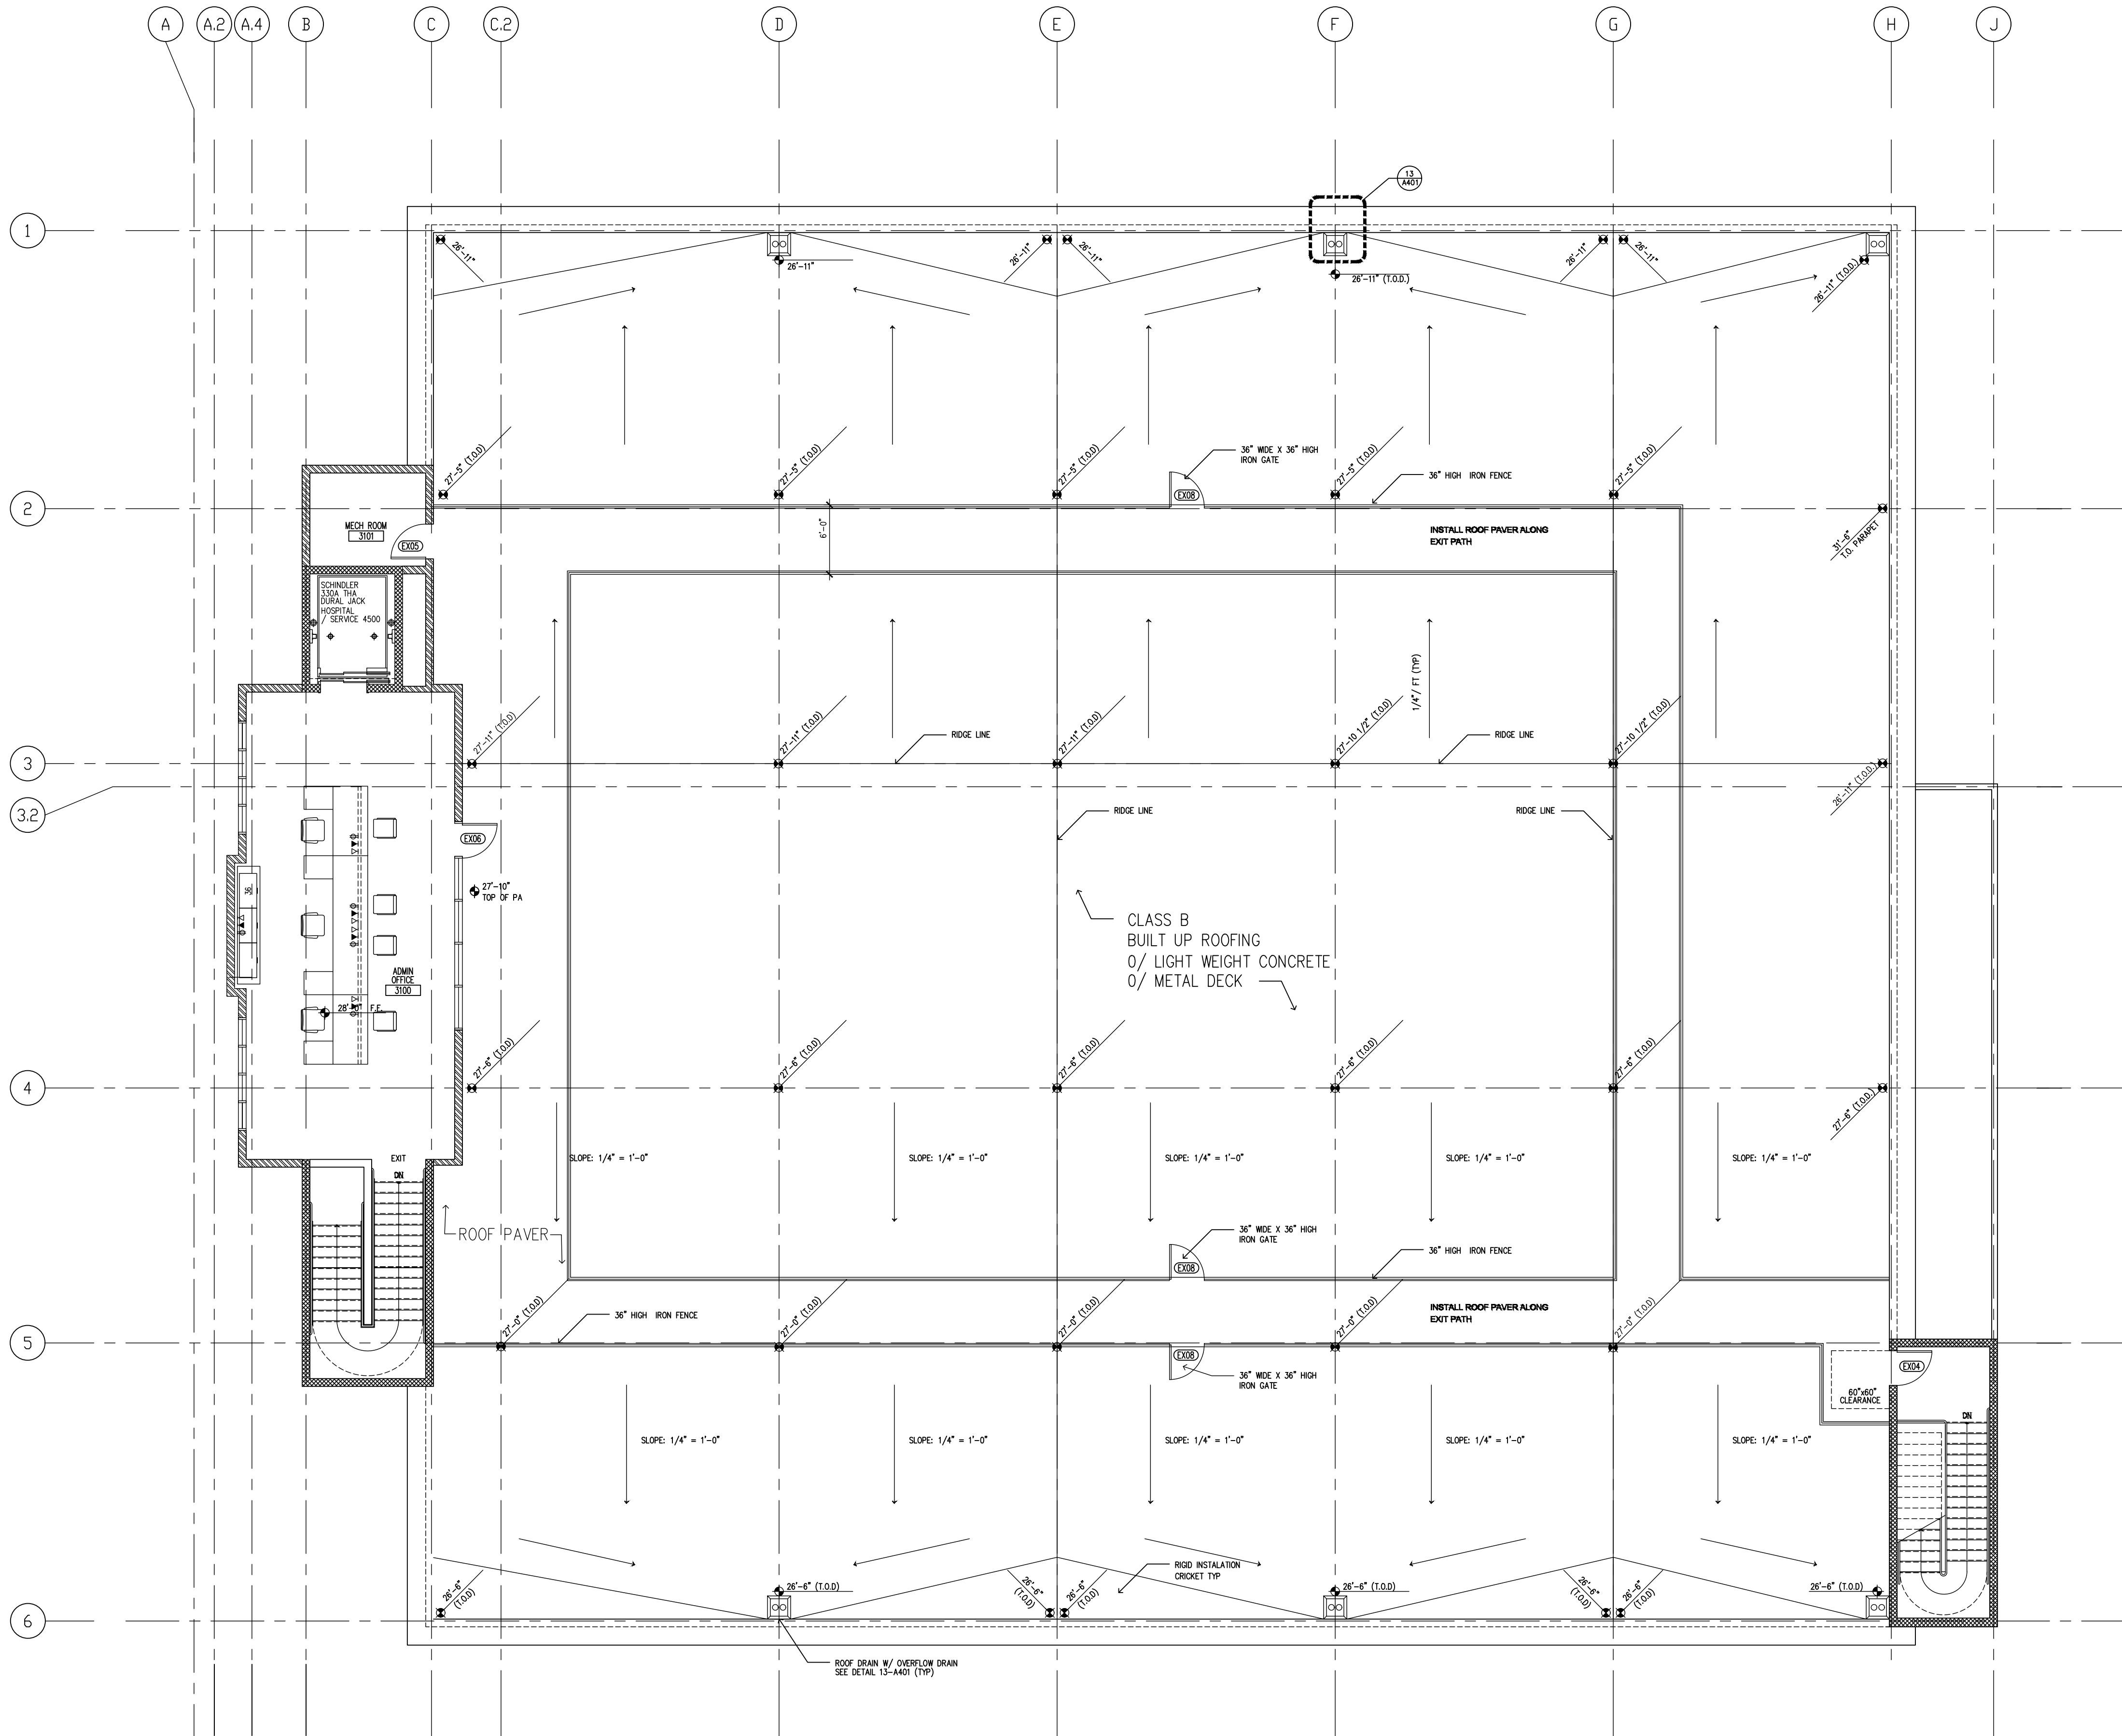 A
A.2
A.4
B
C
C.2
D
E
F
G
H
J
13
A401
1
26'-11"
26'-11"
26'-11"
26'-11"
26'-11" (T.O.D.)
26'-11"
26'-11"
26'-11" (T.O.D.)
27'-5" (T.O.D)
27'-5" (T.O.D)
27'-5" (T.O.D)
27'-5" (T.O.D)
27'-5" (T.O.D)
36" WIDE X 36" HIGH
IRON GATE
36" HIGH IRON FENCE
EX08
2
MECH ROOM
3101
EX05
6'-0"
INSTALL ROOF PAVER ALONG
EXIT PATH
31'-6"
T.O. PARAPET
SCHINDLER
330A THA
DURAL JACK
HOSPITAL
/ SERVICE 4500
1/4"/ FT (TYP)
27'-11" (T.O.D)
27'-11" (T.O.D)
27'-11" (T.O.D)
27'-10 1/2" (T.O.D)
27'-10 1/2" (T.O.D)
RIDGE LINE
RIDGE LINE
3
26'-11" (T.O.D.)
3.2
RIDGE LINE
RIDGE LINE
EX06
36
27'-10"
TOP OF PA
CLASS B
BUILT UP ROOFING
O/ LIGHT WEIGHT CONCRETE
O/ METAL DECK
ADMIN
OFFICE
3100
28'-0" F.F.
27'-6" (T.O.D)
27'-6" (T.O.D)
27'-6" (T.O.D)
27'-6" (T.O.D)
27'-6" (T.O.D)
27'-6" (T.O.D.)
4
EXIT
DN
SLOPE: 1/4" = 1'-0"
SLOPE: 1/4" = 1'-0"
SLOPE: 1/4" = 1'-0"
SLOPE: 1/4" = 1'-0"
SLOPE: 1/4" = 1'-0"
ROOF PAVER
36" WIDE X 36" HIGH
IRON GATE
36" HIGH IRON FENCE
EX08
36" HIGH IRON FENCE
27'-0" (T.O.D)
27'-0" (T.O.D)
27'-0" (T.O.D)
27'-0" (T.O.D)
27'-0" (T.O.D)
INSTALL ROOF PAVER ALONG
EXIT PATH
5
EX08
36" WIDE X 36" HIGH
IRON GATE
EX04
60"x60"
CLEARANCE
DN
SLOPE: 1/4" = 1'-0"
SLOPE: 1/4" = 1'-0"
SLOPE: 1/4" = 1'-0"
SLOPE: 1/4" = 1'-0"
SLOPE: 1/4" = 1'-0"
RIGID INSTALATION
CRICKET TYP
26'-6"
(T.O.D)
26'-6" (T.O.D)
26'-6"
(T.O.D)
26'-6"
(T.O.D)
26'-6" (T.O.D)
26'-6"
(T.O.D)
26'-6"
(T.O.D)
26'-6" (T.O.D)
6
ROOF DRAIN W/ OVERFLOW DRAIN
SEE DETAIL 13-A401 (TYP)